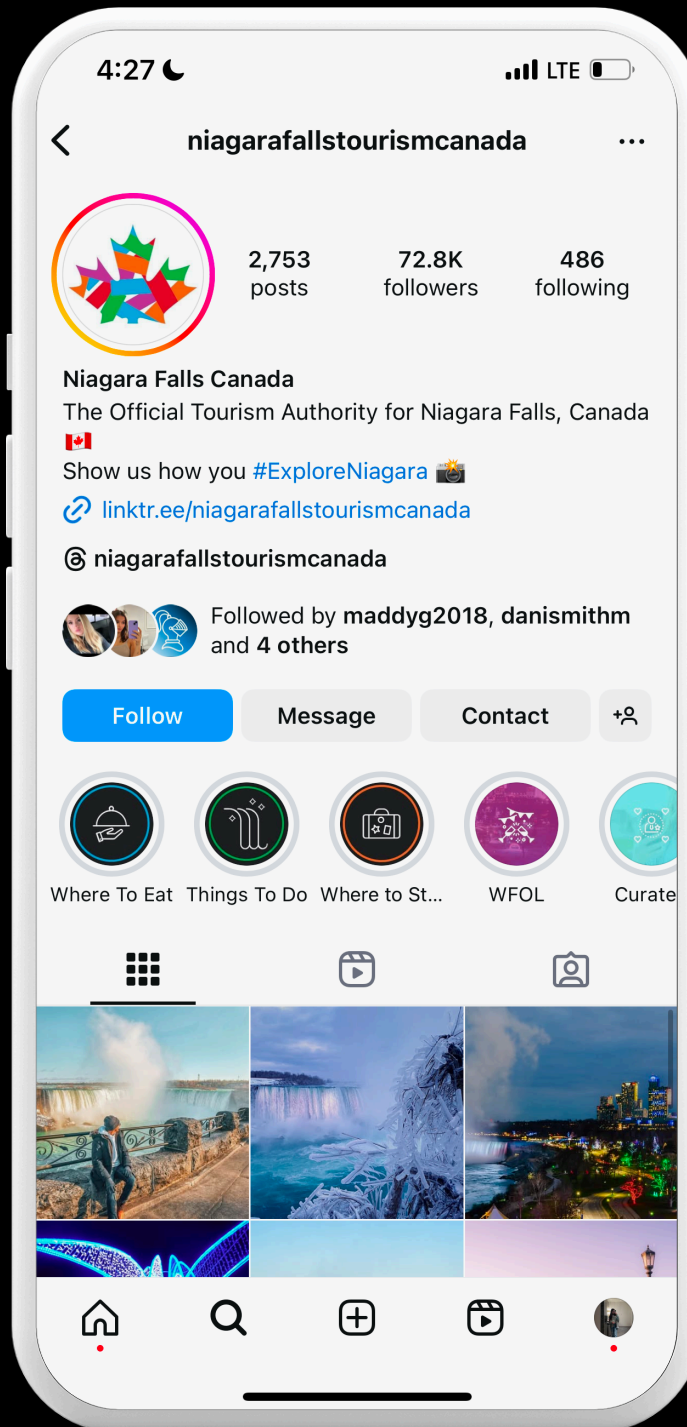 4:27
LTE
niagarafallstourismcanada
2,753 72.8K 486
posts followers following
Niagara Falls Canada
The Official Tourism Authority for Niagara Falls, Canada
🇨🇦
Show us how you #ExploreNiagara 📸
linktr.ee/niagarafallstourismcanada
niagarafallstourismcanada
Followed by maddyg2018, danismithm
and 4 others
Follow Message Contact
Where To Eat Things To Do Where to St... WFOL Curate